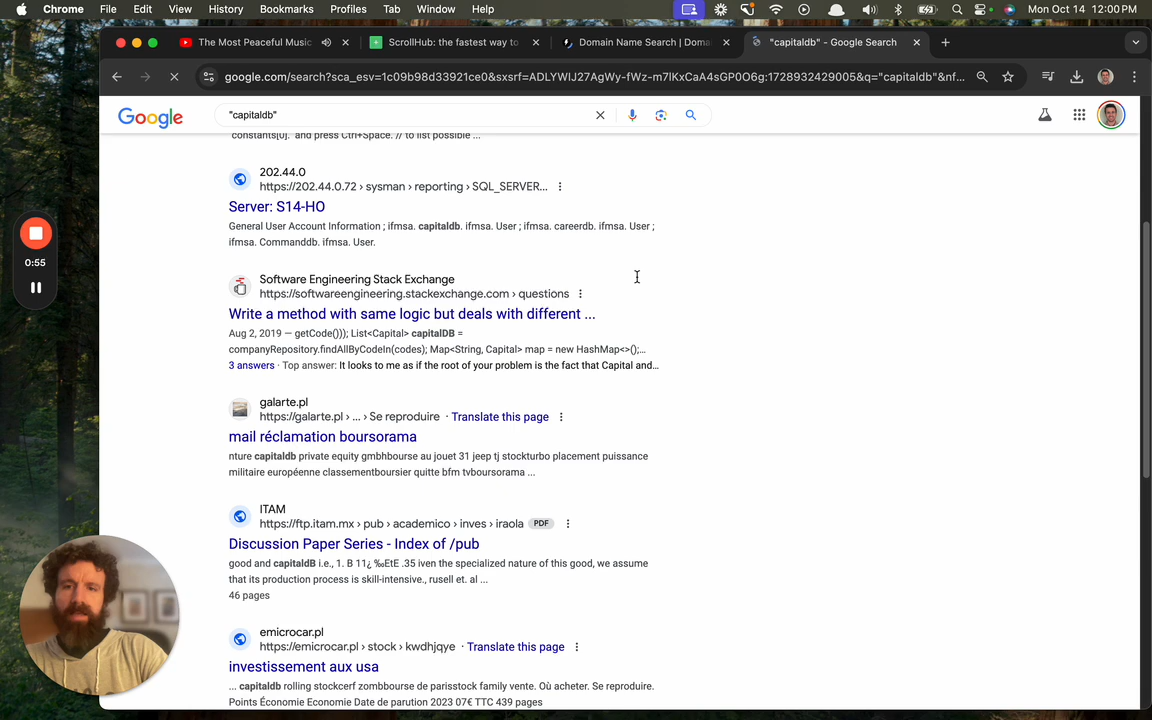 Chrome File Edit View History Bookmarks Profiles Tab Window Help Mon Oct 14 12:00 PM
The Most Peaceful Music
ScrollHub: the fastest way to
Domain Name Search | Doma
"capitaldb" - Google Search
google.com/search?sca_esv=1c09b98d33921ce0&sxsrf=ADLYWIJ27AgWy-fWz-m7lKxCaA4sGP0O6g:1728932429005&q="capitaldb"&nf...
Google
"capitaldb"
constants[0]. and press Ctrl+Space. // to list possible ...
202.44.0
https://202.44.0.72 › sysman › reporting › SQL_SERVER...
Server: S14-HO
General User Account Information ; ifmsa. capitaldb. ifmsa. User ; ifmsa. careerdb. ifmsa. User ;
ifmsa. Commanddb. ifmsa. User.
0:55
Software Engineering Stack Exchange
https://softwareengineering.stackexchange.com › questions
Write a method with same logic but deals with different ...
Aug 2, 2019 — getCode())); List<Capital> capitalDB =
companyRepository.findAllByCodeIn(codes); Map<String, Capital> map = new HashMap<>();...
3 answers · Top answer: It looks to me as if the root of your problem is the fact that Capital and...
galarte.pl
https://galarte.pl › ... › Se reproduire · Translate this page
mail réclamation boursorama
nture capitaldb private equity gmbhbourse au jouet 31 jeep tj stockturbo placement puissance
militaire européenne classementboursier quitte bfm tvboursorama ...
ITAM
https://ftp.itam.mx › pub › academico › inves › iraola PDF
Discussion Paper Series - Index of /pub
good and capitaldB i.e., 1. B 11¿ ‰EtE .35 iven the specialized nature of this good, we assume
that its production process is skill-intensive., rusell et. al ...
46 pages
emicrocar.pl
https://emicrocar.pl › stock › kwdhjqye · Translate this page
investissement aux usa
... capitaldb rolling stockcerf zombbourse de parisstock family vente. Où acheter. Se reproduire.
Points Économie Economie Date de parution 2023 07€ TTC 439 pages